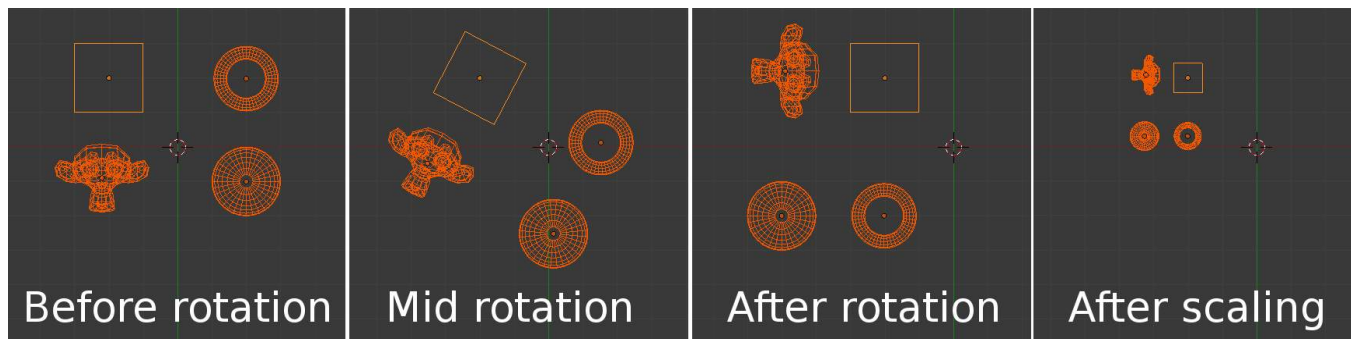 Before rotation
Mid rotation
After rotation
After scaling